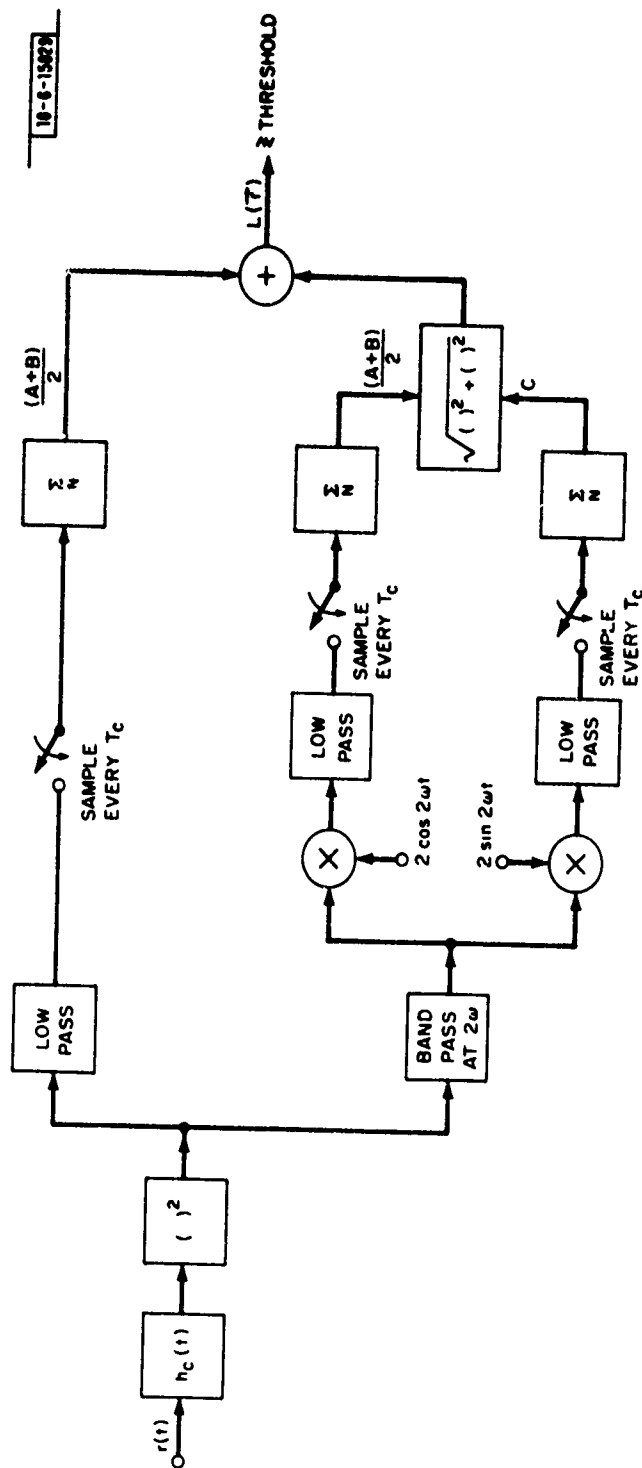 18-6-15029
r(t)
h_c(t)
( )²
LOW
PASS
SAMPLE
EVERY T_C
Σ
N
(A+B)
2
+
L(r̄)
≷ THRESHOLD
BAND
PASS
AT 2ω
X
2 cos 2ωt
LOW
PASS
SAMPLE
EVERY T_C
Σ
N
(A+B)
2
√( )² + ( )²
X
2 sin 2ωt
LOW
PASS
SAMPLE
EVERY T_C
Σ
N
C